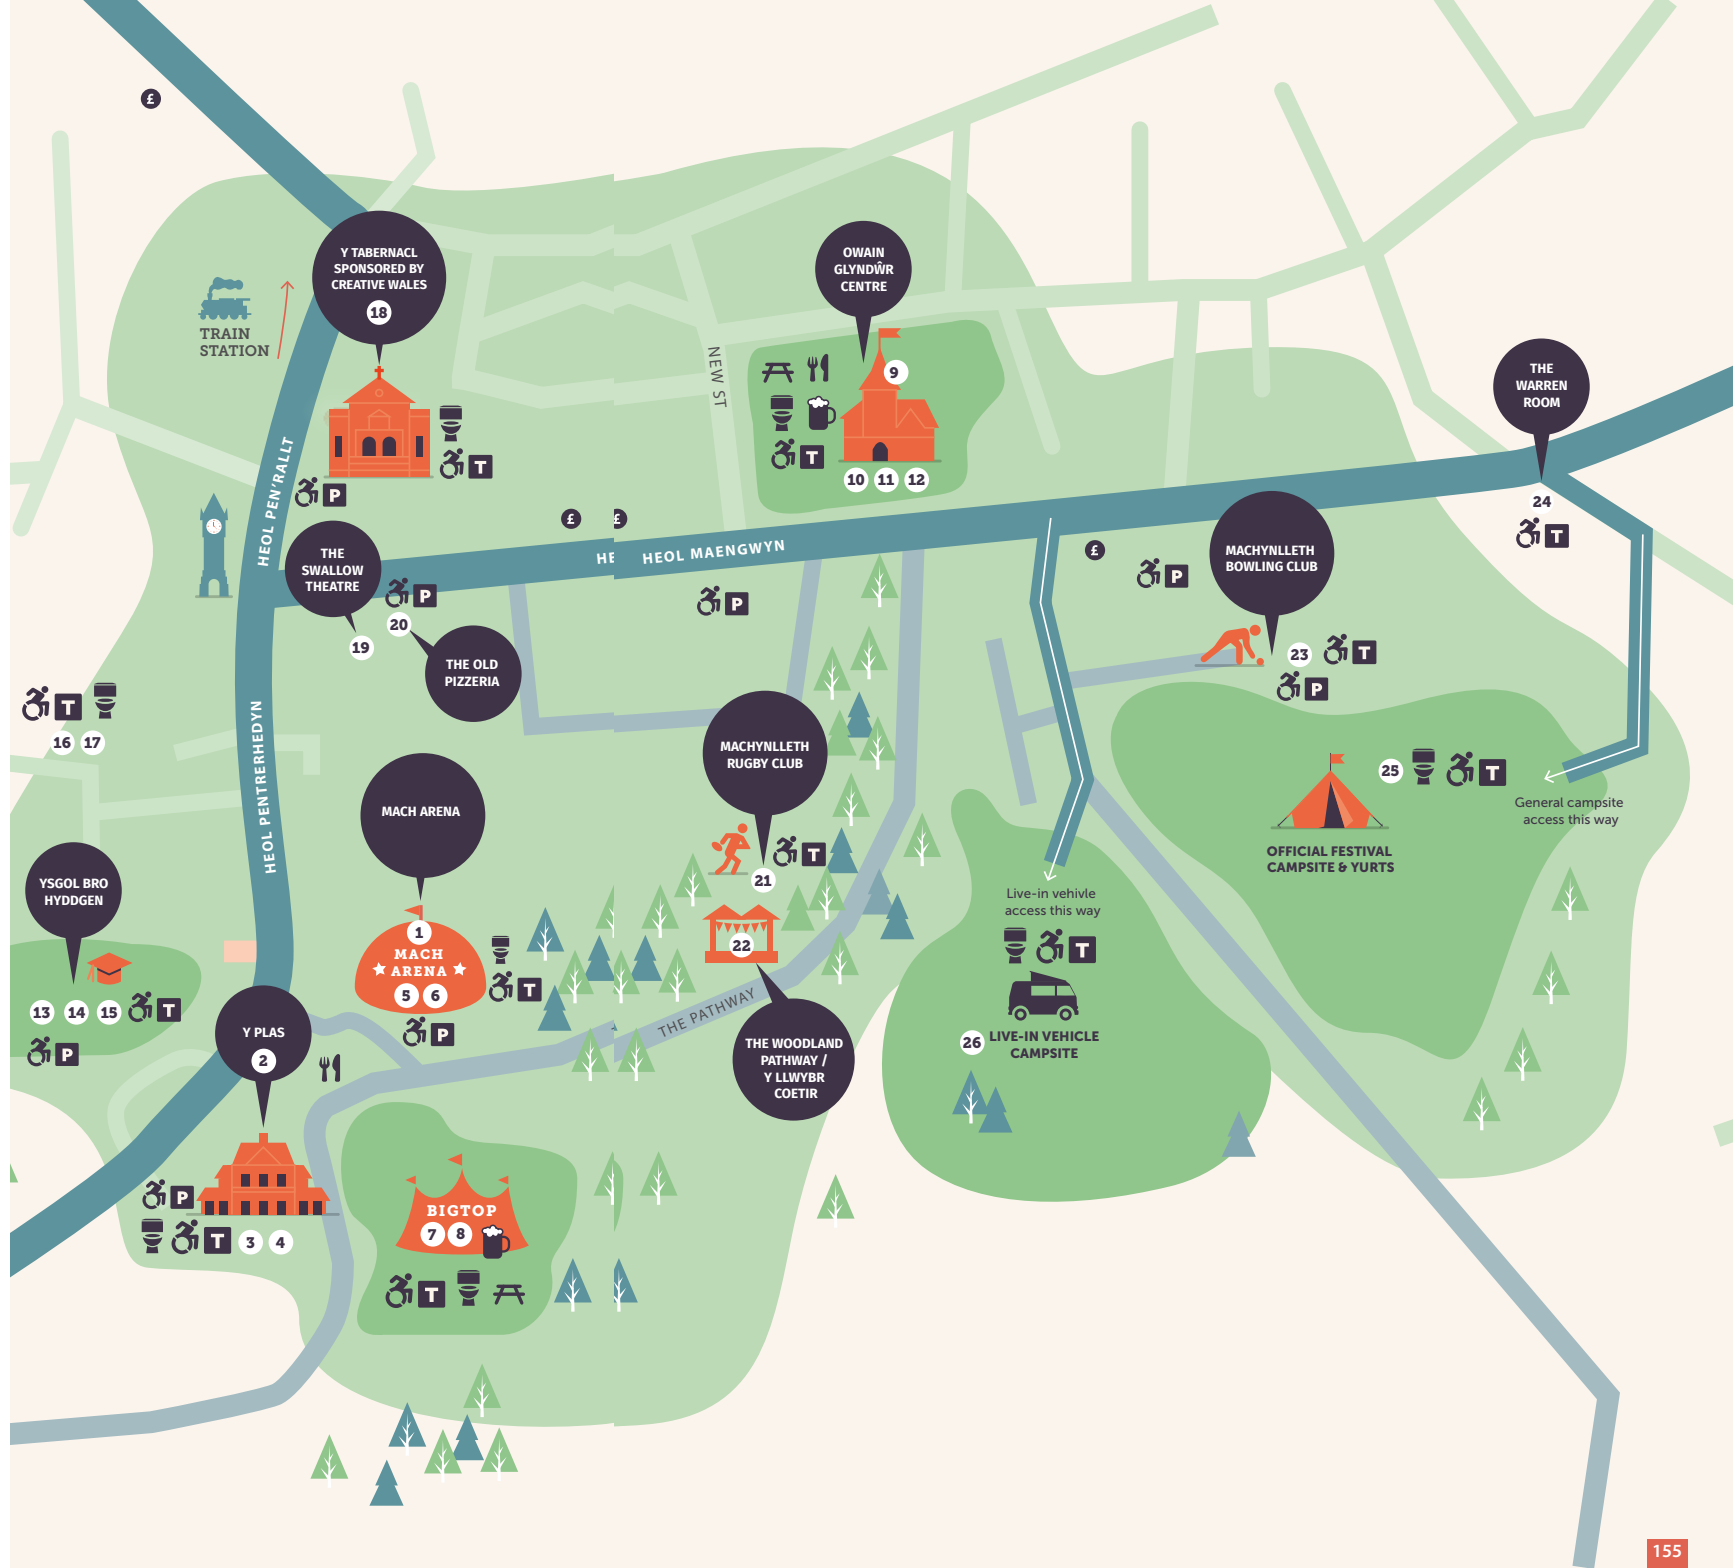 £
Y TABERNACL
SPONSORED BY
CREATIVE WALES
18
OWAIN
GLYNDŴR
CENTRE
TRAIN
STATION
NEW ST
9
THE
WARREN
ROOM
T
P
T
10 11 12
24
T
HEOL PEN'RALLT
£
£
HE
HEOL MAENGWYN
£
THE
SWALLOW
THEATRE
P
20
19
THE OLD
PIZZERIA
P
P
MACHYNLLETH
BOWLING CLUB
23
T
P
T
16 17
HEOL PENTRERHEDYN
MACH ARENA
MACHYNLLETH
RUGBY CLUB
T
21
25
T
General campsite
access this way
OFFICIAL FESTIVAL
CAMPSITE & YURTS
YSGOL BRO
HYDDGEN
13 14 15
T
P
1
MACH
ARENA
5 6
T
P
22
THE PATHWAY
THE WOODLAND
PATHWAY /
Y LLWYBR
COETIR
Live-in vehivle
access this way
T
26
LIVE-IN VEHICLE
CAMPSITE
Y PLAS
2
P
T
3 4
BIGTOP
7 8
T
155